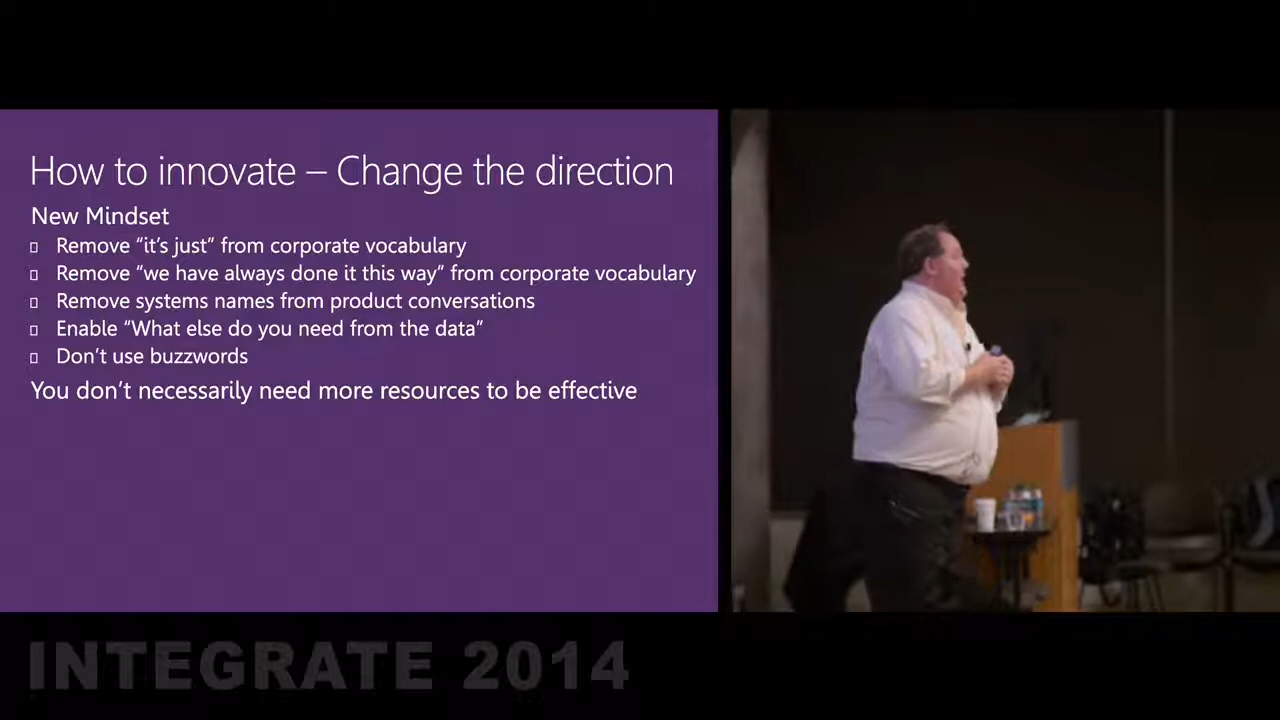 How to innovate – Change the direction
New Mindset
Remove “it’s just” from corporate vocabulary
Remove “we have always done it this way” from corporate vocabulary
Remove systems names from product conversations
Enable “What else do you need from the data”
Don’t use buzzwords
You don’t necessarily need more resources to be effective
INTEGRATE 2014